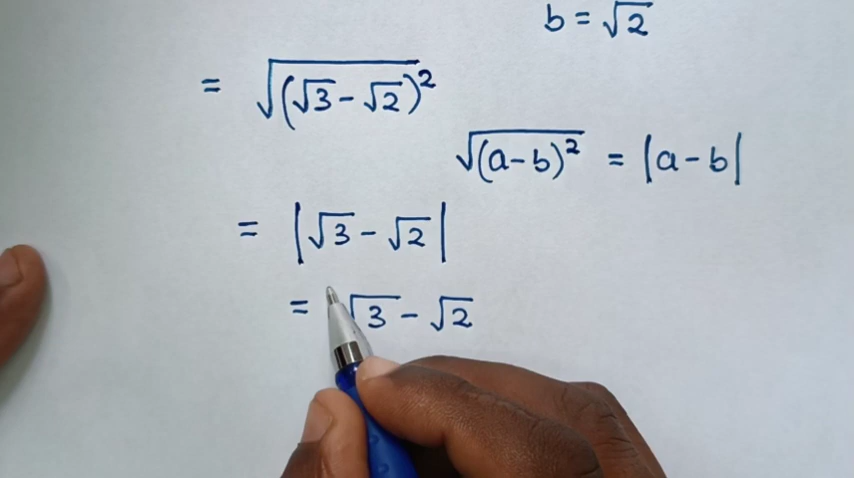 b = √2
= √(√3 - √2)²
√(a-b)² = |a-b|
= |√3 - √2|
= √3 - √2